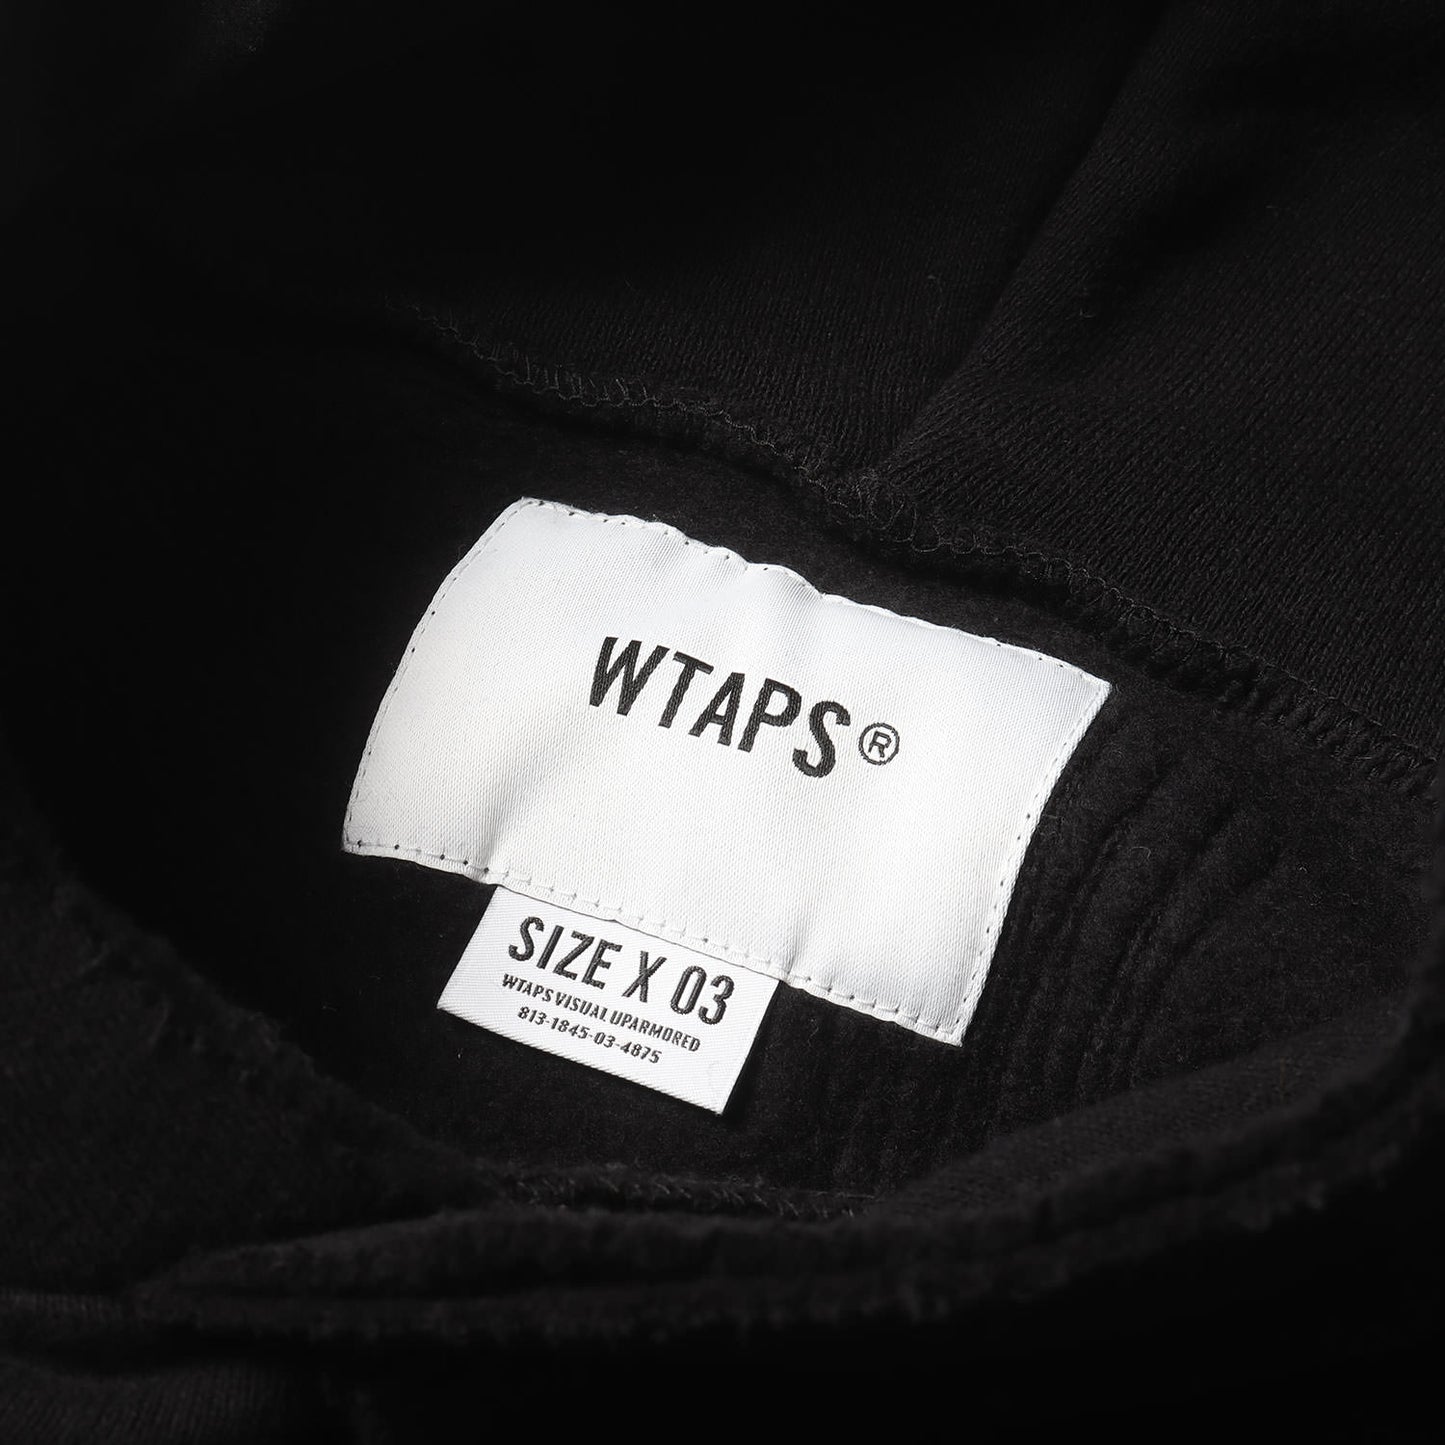 WTAPS®
SIZE X 03
WTAPS VISUAL UPARMORED
813-1845-03-4875